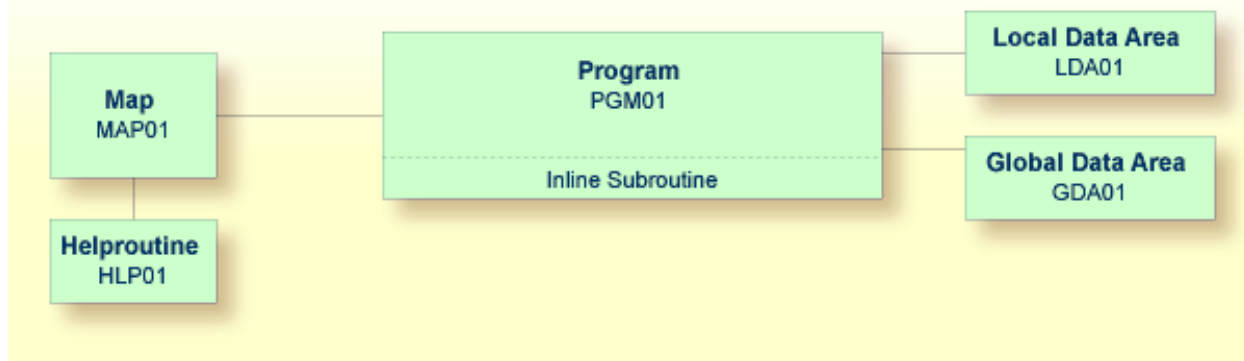 Map
MAP01
Helproutine
HLP01
Program
PGM01
Inline Subroutine
Local Data Area
LDA01
Global Data Area
GDA01